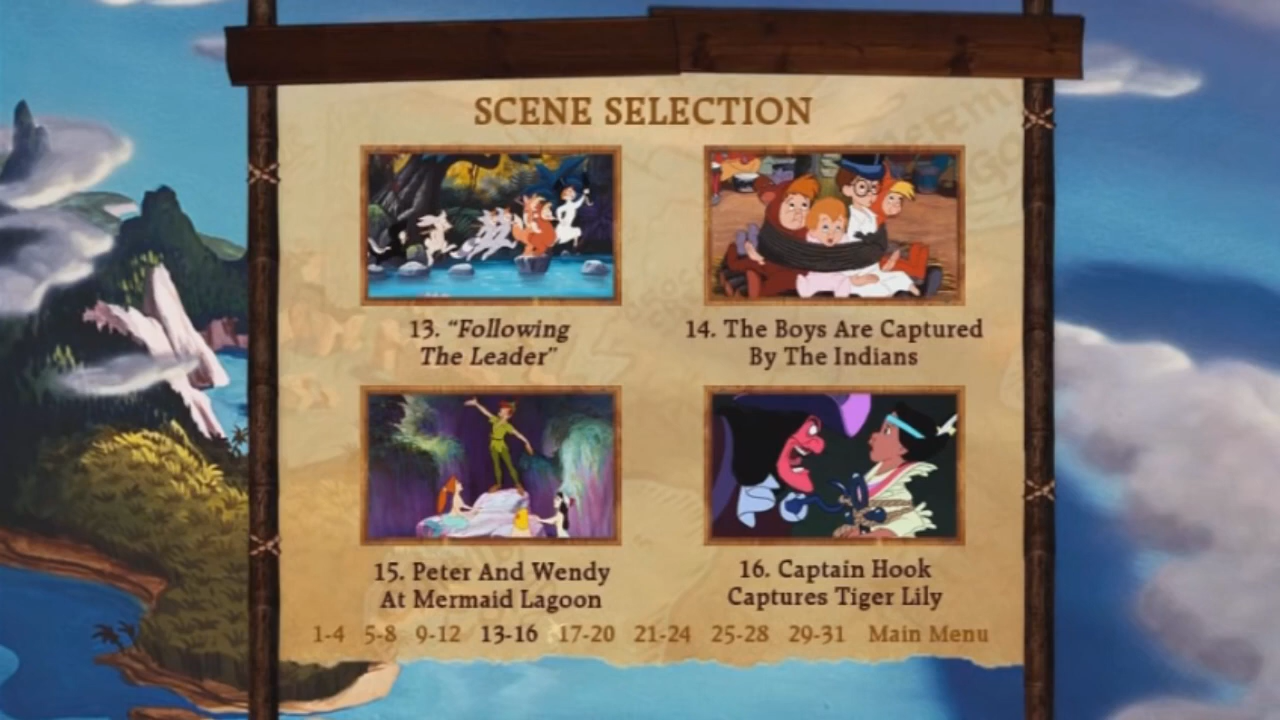 SCENE SELECTION
13. “Following
The Leader”
14. The Boys Are Captured
By The Indians
15. Peter And Wendy
At Mermaid Lagoon
16. Captain Hook
Captures Tiger Lily
1-4 5-8 9-12 13-16 17-20 21-24 25-28 29-31 Main Menu